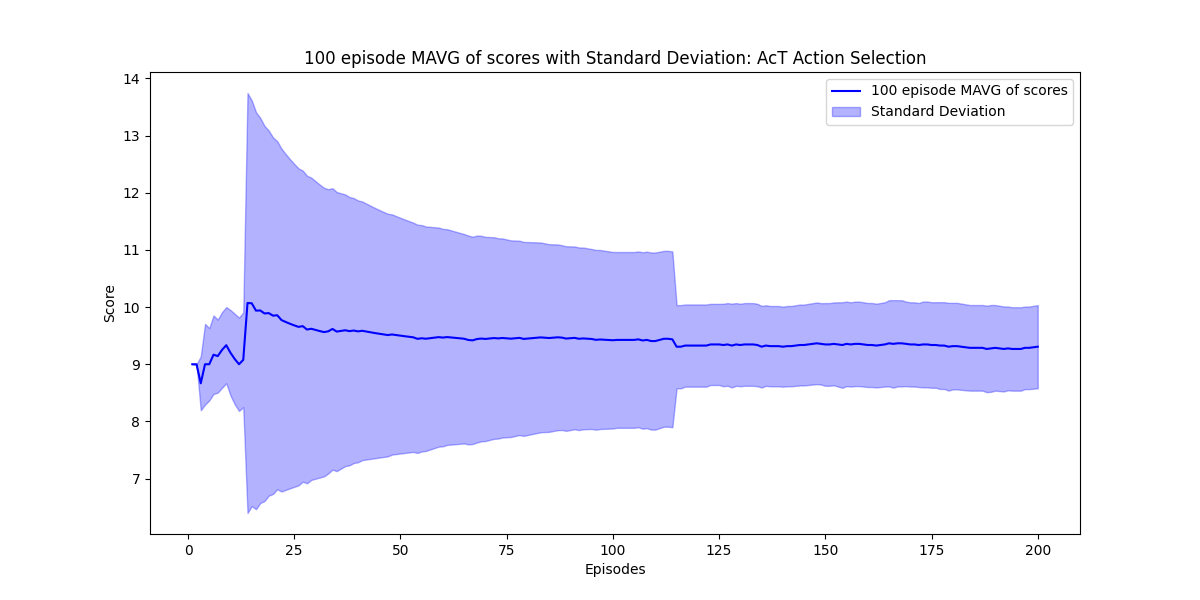 100 episode MAVG of scores with Standard Deviation: AcT Action Selection
100 episode MAVG of scores
Standard Deviation
Score
14
13
12
11
10
9
8
7
0 25 50 75 100 125 150 175 200
Episodes